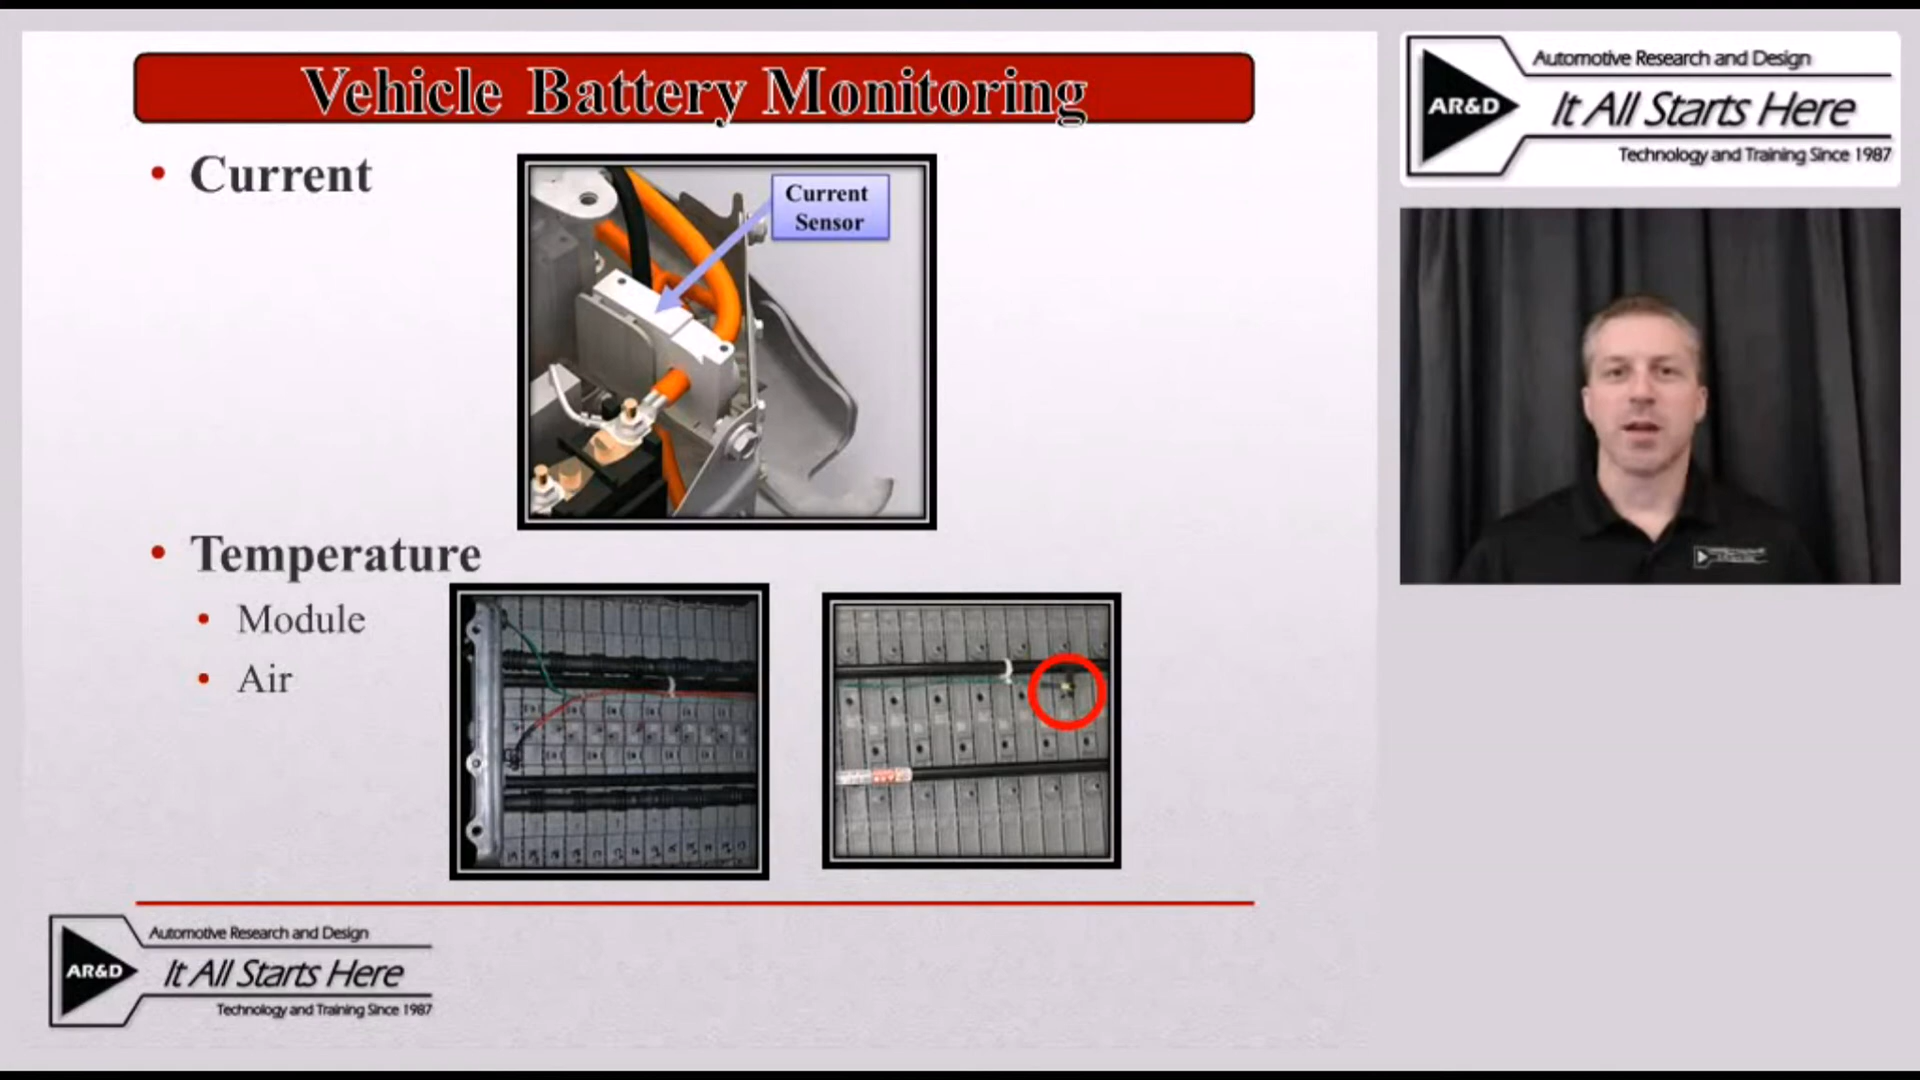 Vehicle Battery Monitoring
• Current
Current
Sensor
• Temperature
• Module
• Air
Automotive Research and Design
AR&D
It All Starts Here
Technology and Training Since 1987
Automotive Research and Design
AR&D
It All Starts Here
Technology and Training Since 1987